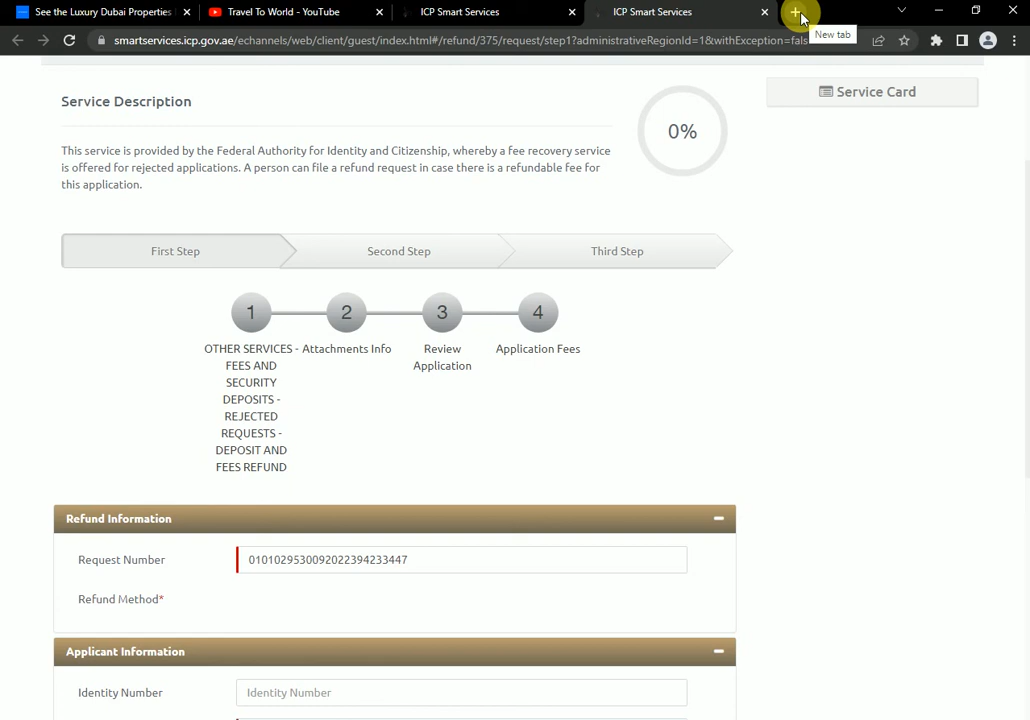 See the Luxury Dubai Properties
Travel To World - YouTube
ICP Smart Services
ICP Smart Services
New tab
smartservices.icp.gov.ae/echannels/web/client/guest/index.html#/refund/375/request/step1?administrativeRegionId=1&withException=fals
Service Description
Service Card
0%
This service is provided by the Federal Authority for Identity and Citizenship, whereby a fee recovery service
is offered for rejected applications. A person can file a refund request in case there is a refundable fee for
this application.
First Step
Second Step
Third Step
1
2
3
4
OTHER SERVICES -
FEES AND
SECURITY
DEPOSITS -
REJECTED
REQUESTS -
DEPOSIT AND
FEES REFUND
Attachments Info
Review
Application
Application Fees
Refund Information
Request Number
0101029530092022394233447
Refund Method*
Applicant Information
Identity Number
Identity Number